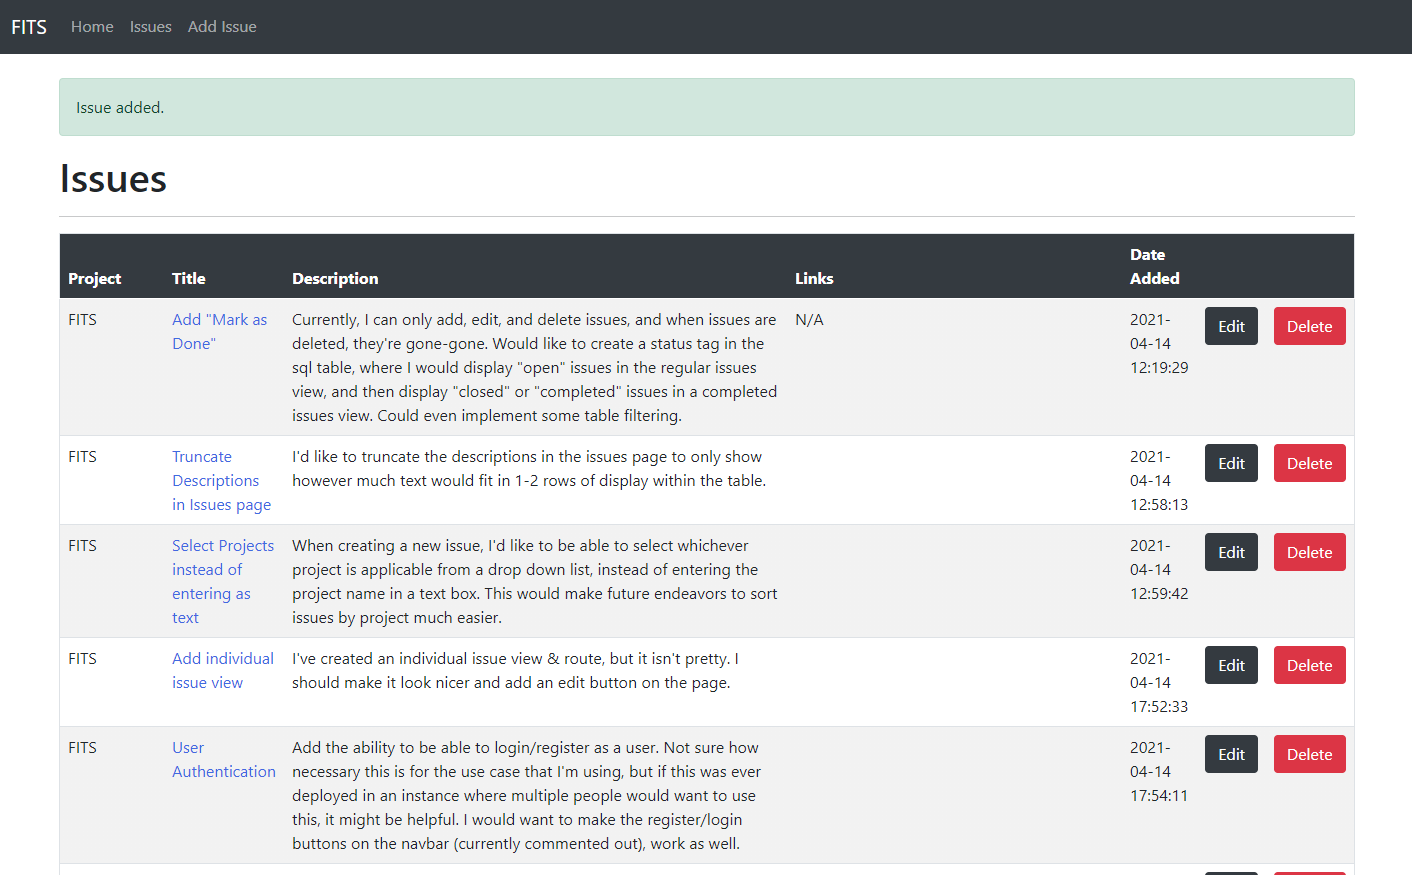 FITS Home Issues Add Issue
Issue added.
Issues
Project Title Description Links Date Added
FITS
Add "Mark as
Done"
Currently, I can only add, edit, and delete issues, and when issues are
deleted, they're gone-gone. Would like to create a status tag in the
sql table, where I would display "open" issues in the regular issues
view, and then display "closed" or "completed" issues in a completed
issues view. Could even implement some table filtering.
N/A
2021-
04-14
12:19:29
Edit Delete
FITS
Truncate
Descriptions
in Issues page
I'd like to truncate the descriptions in the issues page to only show
however much text would fit in 1-2 rows of display within the table.
2021-
04-14
12:58:13
Edit Delete
FITS
Select Projects
instead of
entering as
text
When creating a new issue, I'd like to be able to select whichever
project is applicable from a drop down list, instead of entering the
project name in a text box. This would make future endeavors to sort
issues by project much easier.
2021-
04-14
12:59:42
Edit Delete
FITS
Add individual
issue view
I've created an individual issue view & route, but it isn't pretty. I
should make it look nicer and add an edit button on the page.
2021-
04-14
17:52:33
Edit Delete
FITS
User
Authentication
Add the ability to be able to login/register as a user. Not sure how
necessary this is for the use case that I'm using, but if this was ever
deployed in an instance where multiple people would want to use
this, it might be helpful. I would want to make the register/login
buttons on the navbar (currently commented out), work as well.
2021-
04-14
17:54:11
Edit Delete